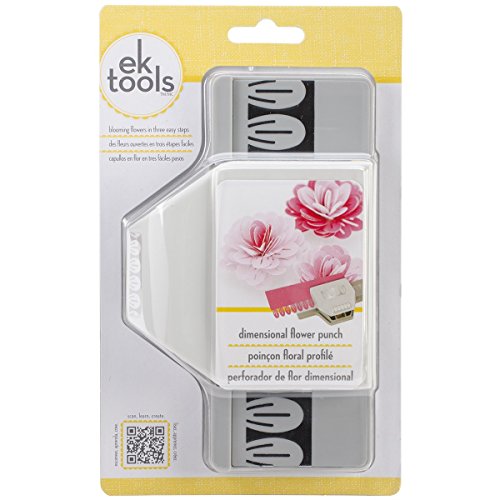 ek
tools
blooming flowers in three easy steps
des fleurs ouvertes en trois étapes faciles
capullos en flor en tres fáciles pasos
dimensional flower punch
poinçon floral profilé
perforador de flor dimensional
scan, learn, create.